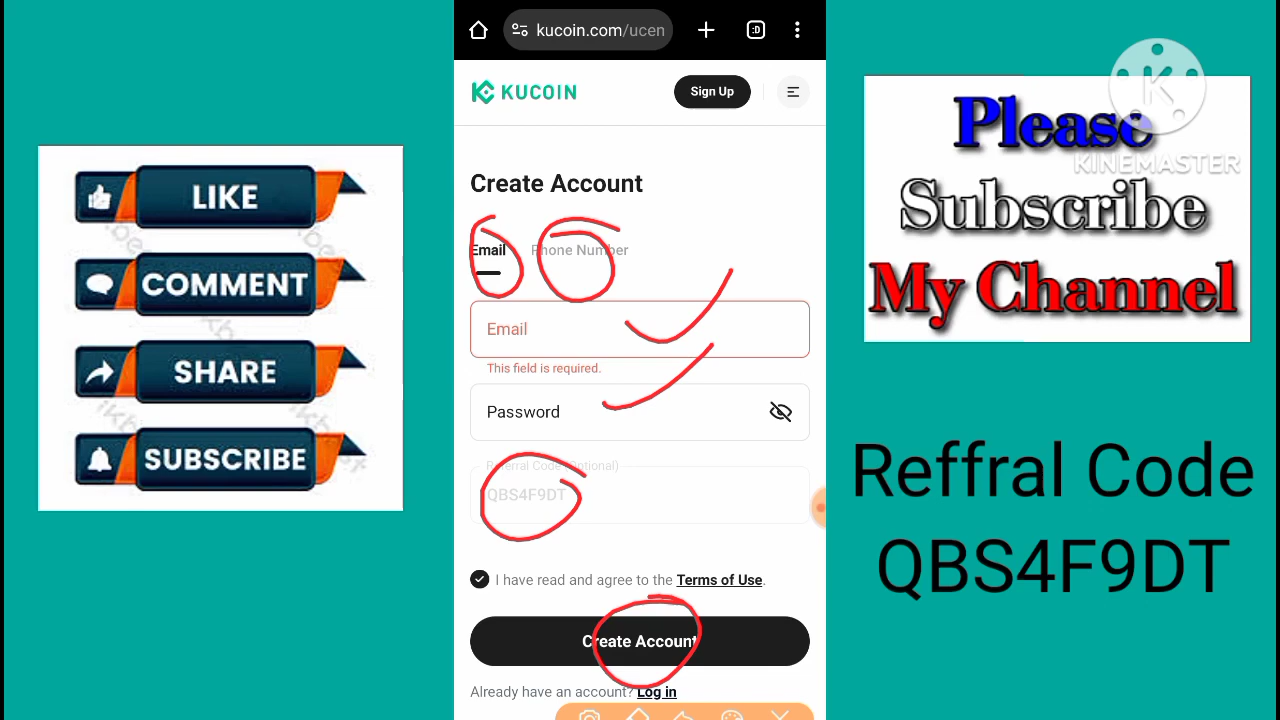 LIKE
COMMENT
SHARE
SUBSCRIBE
:D
kucoin.com/ucen
KUCOIN
Sign Up
Create Account
Email
Phone Number
Email
This field is required.
Password
Referral Code (Optional)
QBS4F9DT
I have read and agree to the Terms of Use.
Create Account
Already have an account? Log in
Please
Subscribe
My Channel
K
KINEMASTER
Reffral Code
QBS4F9DT